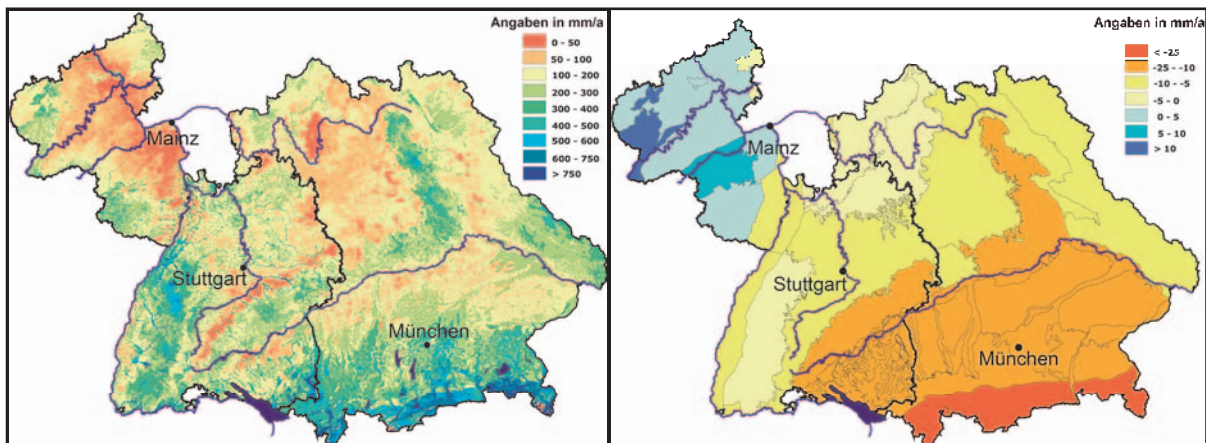 Angaben in mm/a
0 - 50
50 - 100
100 - 200
200 - 300
300 - 400
400 - 500
500 - 600
600 - 750
> 750
Mainz
Stuttgart
München
Angaben in mm/a
< -25
-25 - -10
-10 - -5
-5 - 0
0 - 5
5 - 10
> 10
Mainz
Stuttgart
München